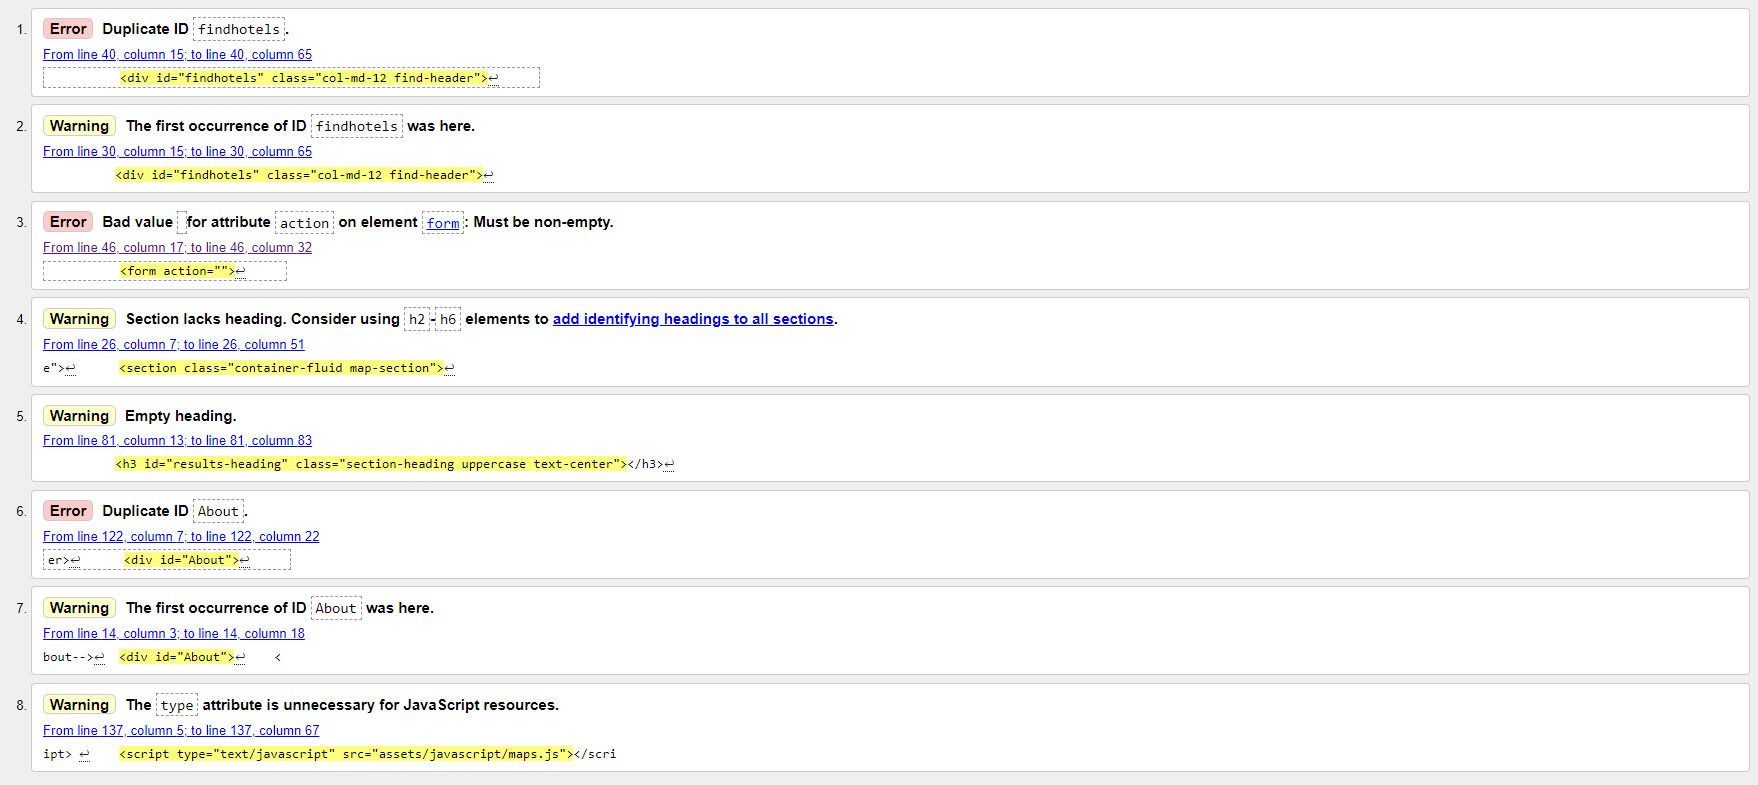 1. Error Duplicate ID findhotels.
From line 40, column 15; to line 40, column 65
<div id="findhotels" class="col-md-12 find-header">↩
2. Warning The first occurrence of ID findhotels was here.
From line 30, column 15; to line 30, column 65
<div id="findhotels" class="col-md-12 find-header">↩
3. Error Bad value for attribute action on element form: Must be non-empty.
From line 46, column 17; to line 46, column 32
<form action="">↩
4. Warning Section lacks heading. Consider using h2-h6 elements to add identifying headings to all sections.
From line 26, column 7; to line 26, column 51
e">↩ <section class="container-fluid map-section">↩
5. Warning Empty heading.
From line 81, column 13; to line 81, column 83
<h3 id="results-heading" class="section-heading uppercase text-center"></h3>↩
6. Error Duplicate ID About.
From line 122, column 7; to line 122, column 22
er>↩ <div id="About">↩
7. Warning The first occurrence of ID About was here.
From line 14, column 3; to line 14, column 18
bout-->↩ <div id="About">↩ <
8. Warning The type attribute is unnecessary for JavaScript resources.
From line 137, column 5; to line 137, column 67
ipt> ↩ <script type="text/javascript" src="assets/javascript/maps.js"></scri